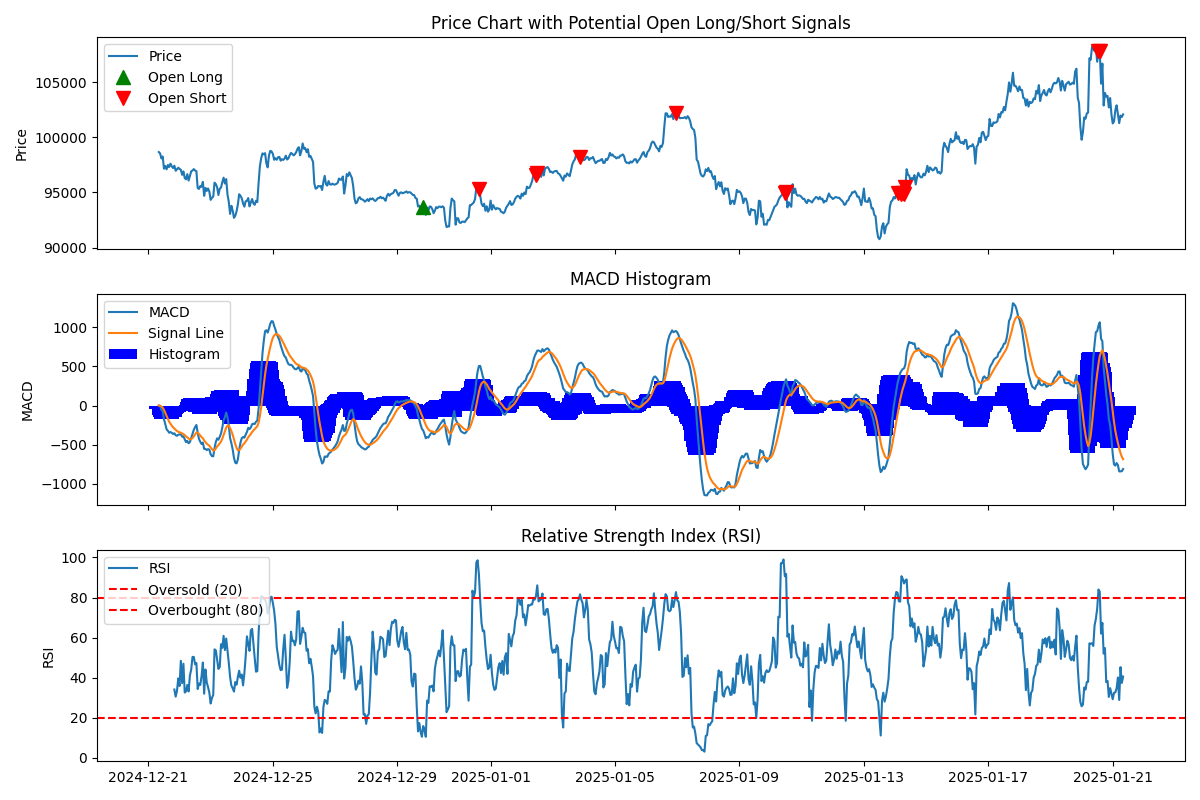 Price Chart with Potential Open Long/Short Signals
Price
Open Long
Open Short
105000
100000
95000
90000
Price
MACD Histogram
MACD
Signal Line
Histogram
1000
500
0
−500
−1000
MACD
Relative Strength Index (RSI)
RSI
Oversold (20)
Overbought (80)
100
80
60
40
20
0
RSI
2024-12-21
2024-12-25
2024-12-29
2025-01-01
2025-01-05
2025-01-09
2025-01-13
2025-01-17
2025-01-21